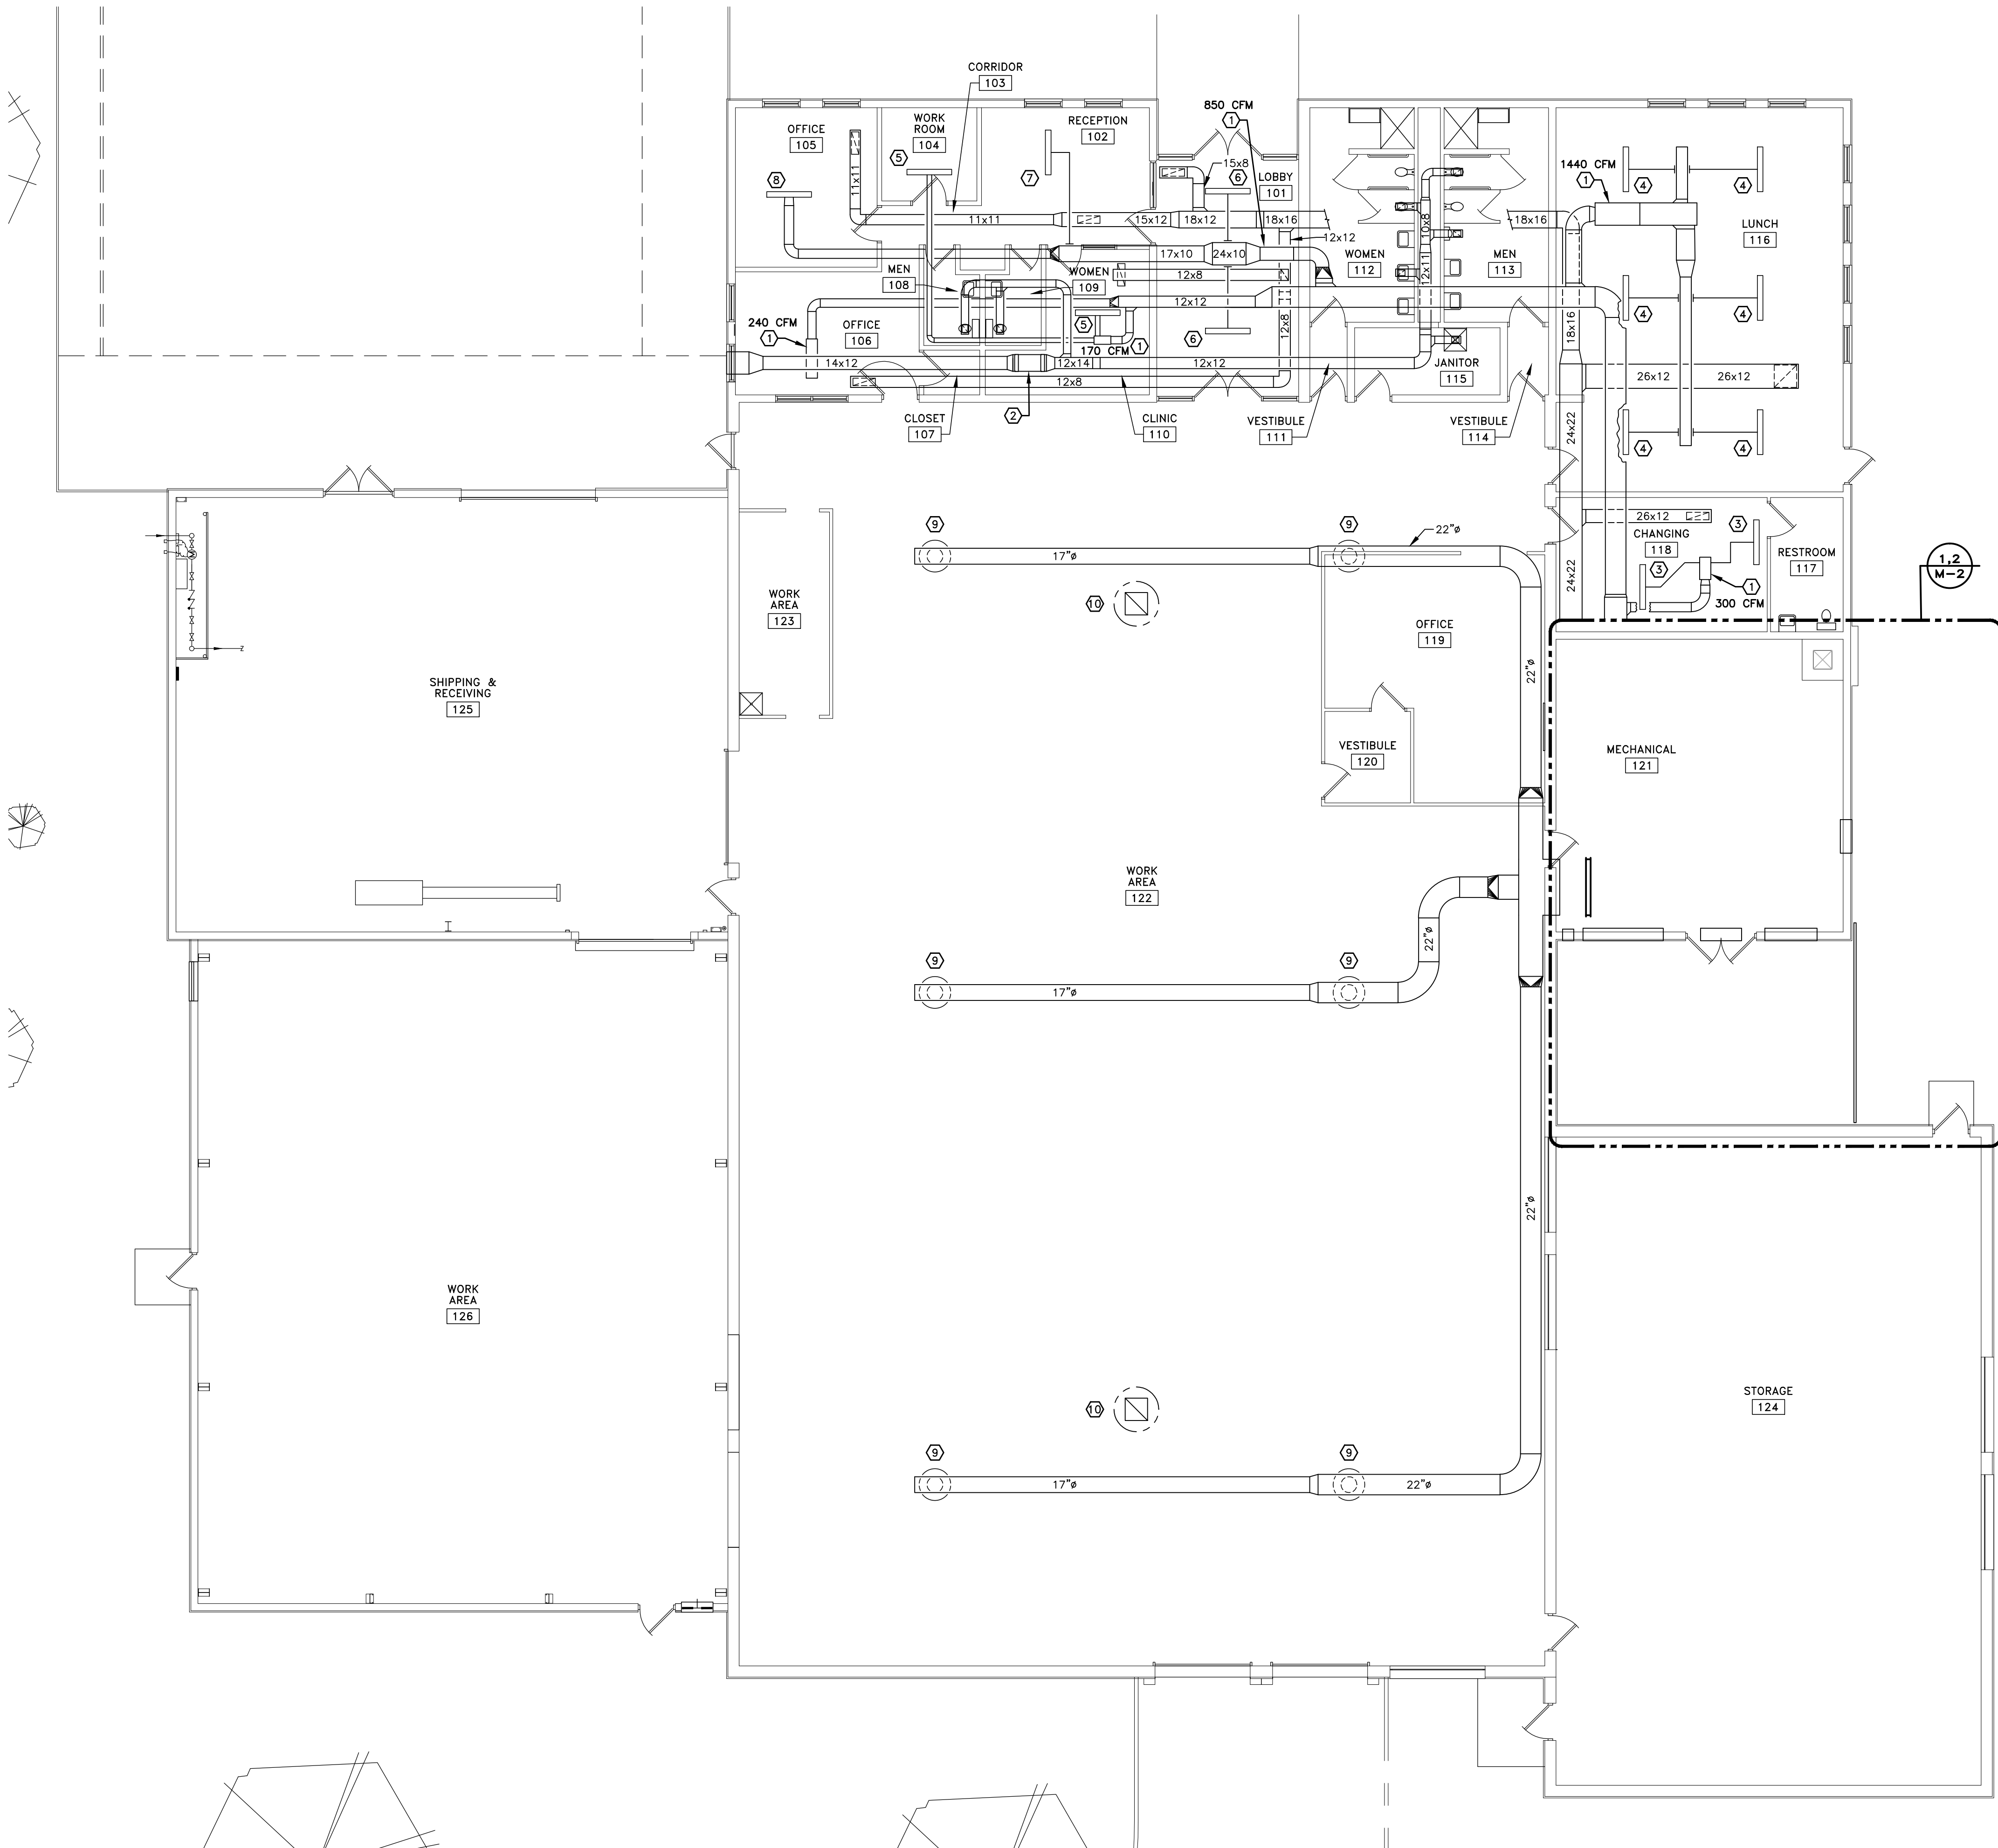 CORRIDOR
103
850 CFM
1
OFFICE
105
WORK
ROOM
104
RECEPTION
102
5
8
7
11x11
15x8
6
LOBBY
101
1440 CFM
1
4
4
LUNCH
116
11x11
15x12
18x12
18x16
18x16
12x12
10x8
17x10
24x10
WOMEN
112
MEN
113
12x11
MEN
108
WOMEN
109
12x8
12x12
12x8
4
4
240 CFM
1
OFFICE
106
5
170 CFM
1
6
18x16
14x12
12x14
12x12
JANITOR
115
12x8
26x12
26x12
2
CLOSET
107
CLINIC
110
VESTIBULE
111
VESTIBULE
114
24x22
4
4
9
9
22"ø
17"ø
26x12
3
CHANGING
118
RESTROOM
117
3
24x22
1
300 CFM
1,2
M-2
10
WORK
AREA
123
OFFICE
119
22"ø
Z
SHIPPING &
RECEIVING
125
VESTIBULE
120
MECHANICAL
121
WORK
AREA
122
22"ø
9
9
17"ø
22"ø
WORK
AREA
126
STORAGE
124
10
9
9
17"ø
22"ø